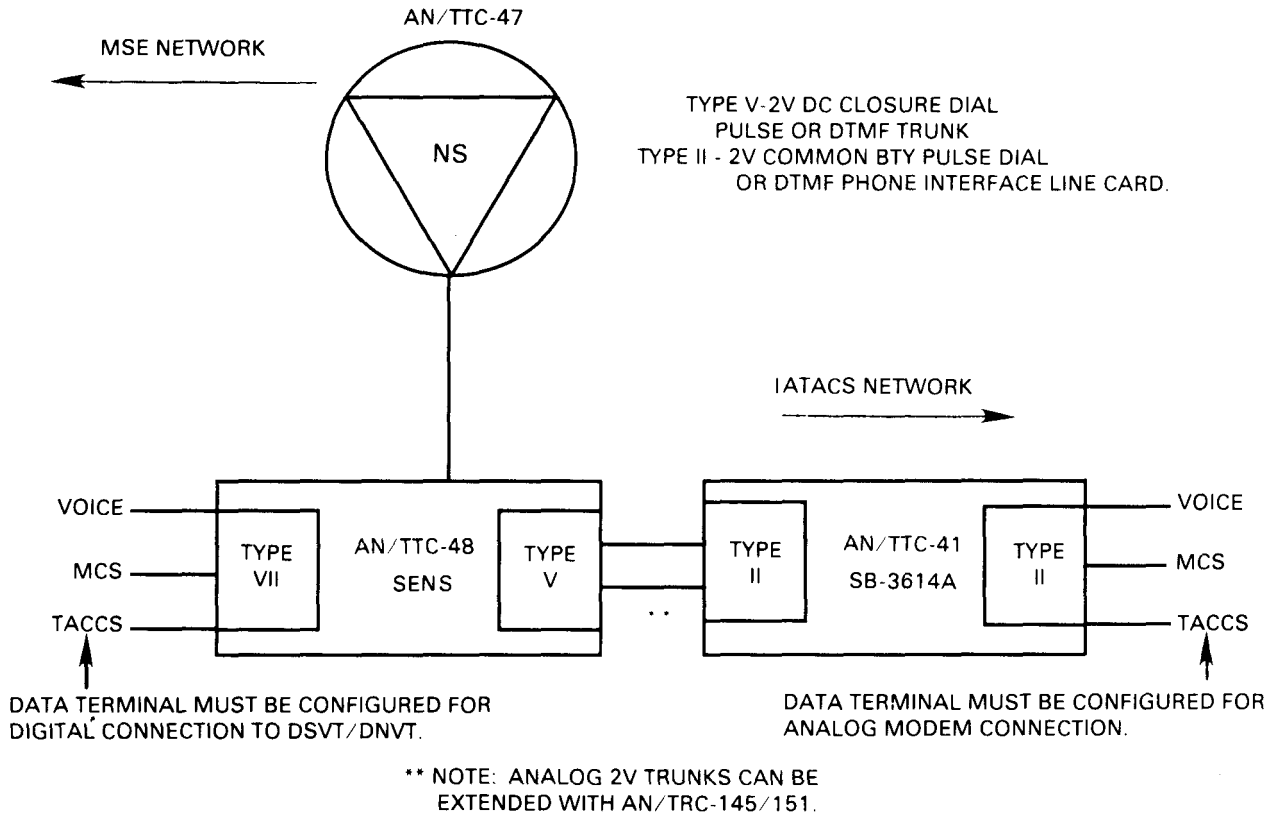 AN/TTC-47
MSE NETWORK
NS
TYPE V-2V DC CLOSURE DIAL
PULSE OR DTMF TRUNK
TYPE II - 2V COMMON BTY PULSE DIAL
OR DTMF PHONE INTERFACE LINE CARD.
IATACS NETWORK
VOICE
MCS
TACCS
TYPE
VII
AN/TTC-48
SENS
TYPE
V
..
TYPE
II
AN/TTC-41
SB-3614A
TYPE
II
VOICE
MCS
TACCS
DATA TERMINAL MUST BE CONFIGURED FOR
DIGITAL CONNECTION TO DSVT/DNVT.
DATA TERMINAL MUST BE CONFIGURED FOR
ANALOG MODEM CONNECTION.
** NOTE: ANALOG 2V TRUNKS CAN BE
EXTENDED WITH AN/TRC-145/151.